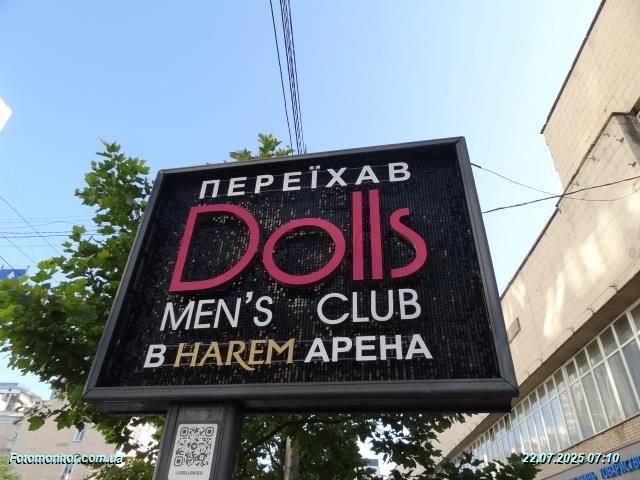 ПЕРЕЇХАВ
Dolls
MEN'S CLUB
В HAREM АРЕНА
Fotomonitor.com.ua
22.07.2025 07:10